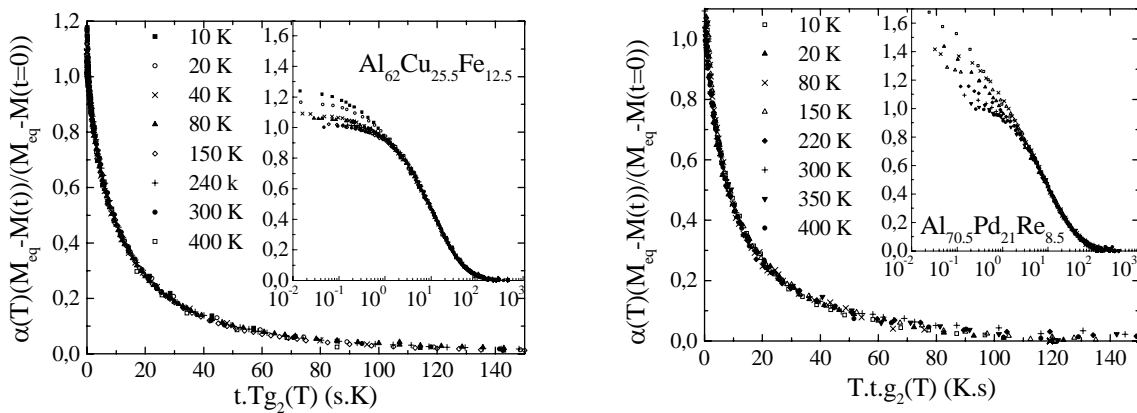 α(T)(M_eq-M(t))/(M_eq-M(t=0))
1,2
1,0
0,8
0,6
0,4
0,2
0,0
0 20 40 60 80 100 120 140
t.Tg₂(T) (s.K)
10 K
20 K
40 K
80 K
150 K
240 k
300 K
400 K
Al₆₂Cu₂₅.₅Fe₁₂.₅
1,6
1,4
1,2
1,0
0,8
0,6
0,4
0,2
0,0
10⁻² 10⁻¹ 10⁰ 10¹ 10² 10³
α(T)(M_eq-M(t))/(M_eq-M(t=0))
1,0
0,8
0,6
0,4
0,2
0,0
0 20 40 60 80 100 120 140
T.t.g₂(T) (K.s)
10 K
20 K
80 K
150 K
220 K
300 K
350 K
400 K
1,6
1,4
1,2
1,0
0,8
0,6
0,4
0,2
0,0
Al₇₀.₅Pd₂₁Re₈.₅
10⁻² 10⁻¹ 10⁰ 10¹ 10² 10³